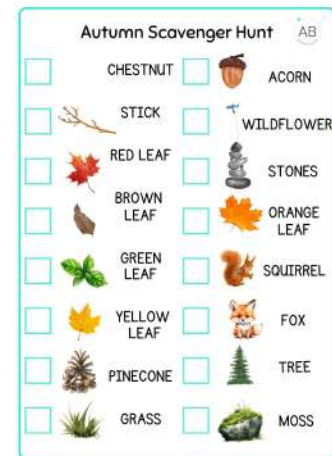 Autumn Scavenger Hunt
AB
CHESTNUT
ACORN
STICK
WILDFLOWER
RED LEAF
STONES
BROWN
LEAF
ORANGE
LEAF
GREEN
LEAF
SQUIRREL
YELLOW
LEAF
FOX
PINECONE
TREE
GRASS
MOSS